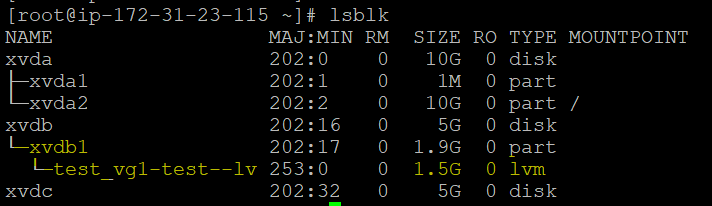 [root@ip-172-31-23-115 ~]# lsblk
NAME                  MAJ:MIN RM  SIZE RO TYPE MOUNTPOINT
xvda                  202:0    0   10G  0 disk
├─xvda1               202:1    0    1M  0 part
└─xvda2               202:2    0   10G  0 part /
xvdb                  202:16   0    5G  0 disk
└─xvdb1               202:17   0  1.9G  0 part
  └─test_vg1-test--lv 253:0    0  1.5G  0 lvm
xvdc                  202:32   0    5G  0 disk